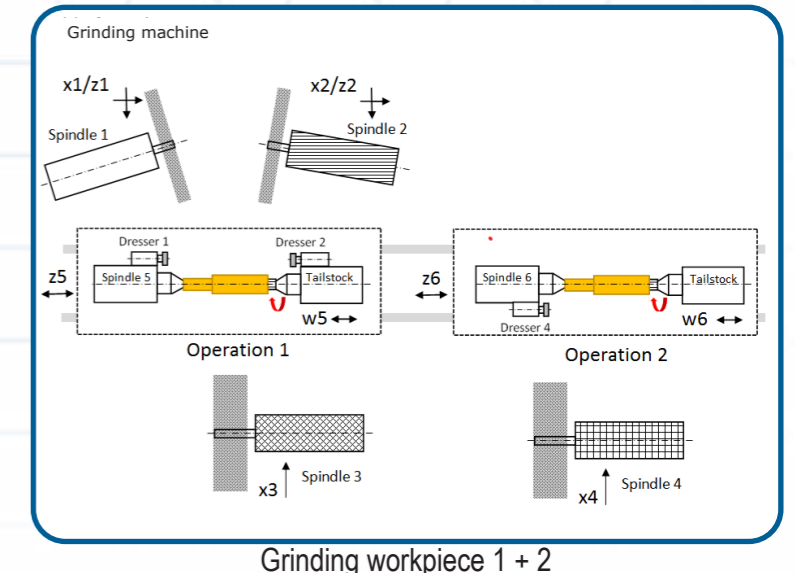 Grinding machine
x1/z1
x2/z2
Spindle 1
Spindle 2
Dresser 1
Dresser 2
z5
Spindle 5
Tailstock
w5
Operation 1
z6
Spindle 6
Tailstock
Dresser 4
w6
Operation 2
x3
Spindle 3
x4
Spindle 4
Grinding workpiece 1 + 2